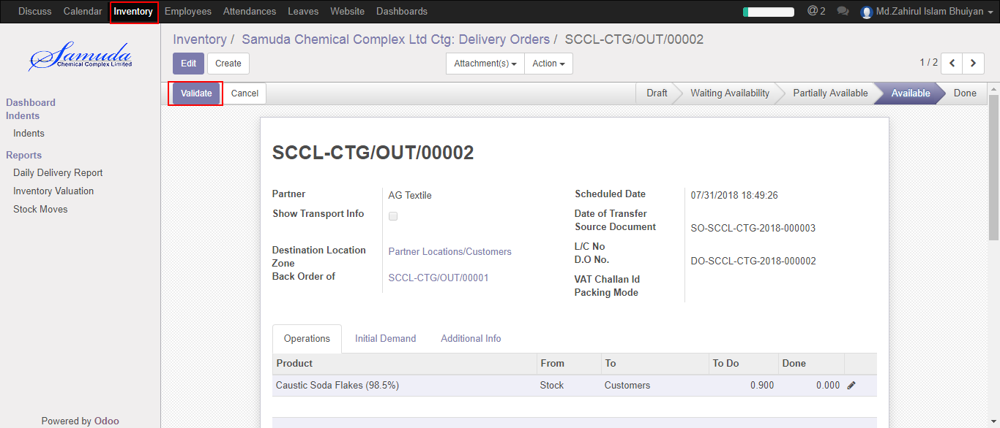 Discuss Calendar Inventory Employees Attendances Leaves Website Dashboards @ 2 Md.Zahirul Islam Bhuiyan
Samuda
Chemical Complex Limited
Inventory / Samuda Chemical Complex Ltd Ctg: Delivery Orders / SCCL-CTG/OUT/00002
Edit Create Attachment(s) Action 1 / 2
Validate Cancel Draft Waiting Availability Partially Available Available Done
Dashboard
Indents
Indents
Reports
Daily Delivery Report
Inventory Valuation
Stock Moves
Powered by Odoo
SCCL-CTG/OUT/00002
Partner AG Textile
Show Transport Info
Destination Location Partner Locations/Customers
Zone
Back Order of SCCL-CTG/OUT/00001
Scheduled Date 07/31/2018 18:49:26
Date of Transfer
Source Document SO-SCCL-CTG-2018-000003
L/C No
D.O No. DO-SCCL-CTG-2018-000002
VAT Challan Id
Packing Mode
Operations Initial Demand Additional Info
Product From To To Do Done
Caustic Soda Flakes (98.5%) Stock Customers 0.900 0.000